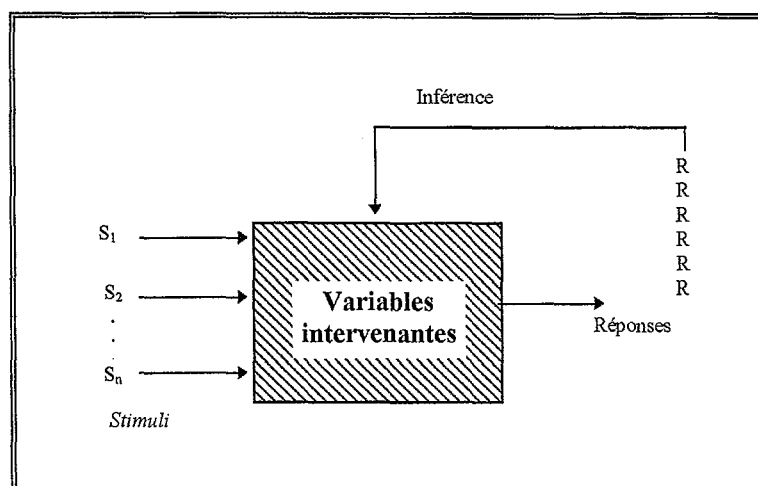 Inférence
R
R
R
R
R
R
S₁
S₂
.
.
.
Sₙ
Variables
intervenantes
Réponses
Stimuli